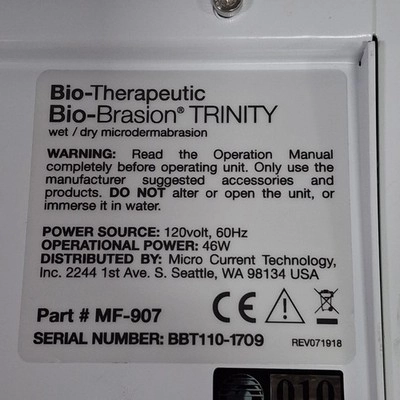 Bio-Therapeutic
Bio-Brasion® TRINITY
wet / dry microdermabrasion
WARNING: Read the Operation Manual
completely before operating unit. Only use the
manufacturer suggested accessories and
products. DO NOT alter or open the unit, or
immerse it in water.
POWER SOURCE: 120volt, 60Hz
OPERATIONAL POWER: 46W
DISTRIBUTED BY: Micro Current Technology,
Inc. 2244 1st Ave. S. Seattle, WA 98134 USA
Part # MF-907
CE
SERIAL NUMBER: BBT110-1709
REV071918